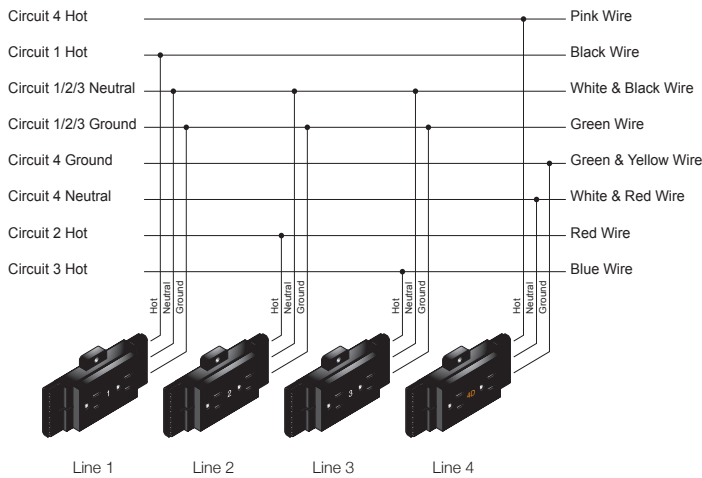 Circuit 4 Hot Pink Wire
Circuit 1 Hot Black Wire
Circuit 1/2/3 Neutral White & Black Wire
Circuit 1/2/3 Ground Green Wire
Circuit 4 Ground Green & Yellow Wire
Circuit 4 Neutral White & Red Wire
Circuit 2 Hot Red Wire
Circuit 3 Hot Blue Wire
Hot
Neutral
Ground
Hot
Neutral
Ground
Hot
Neutral
Ground
Hot
Neutral
Ground
1
2
3
4D
Line 1
Line 2
Line 3
Line 4